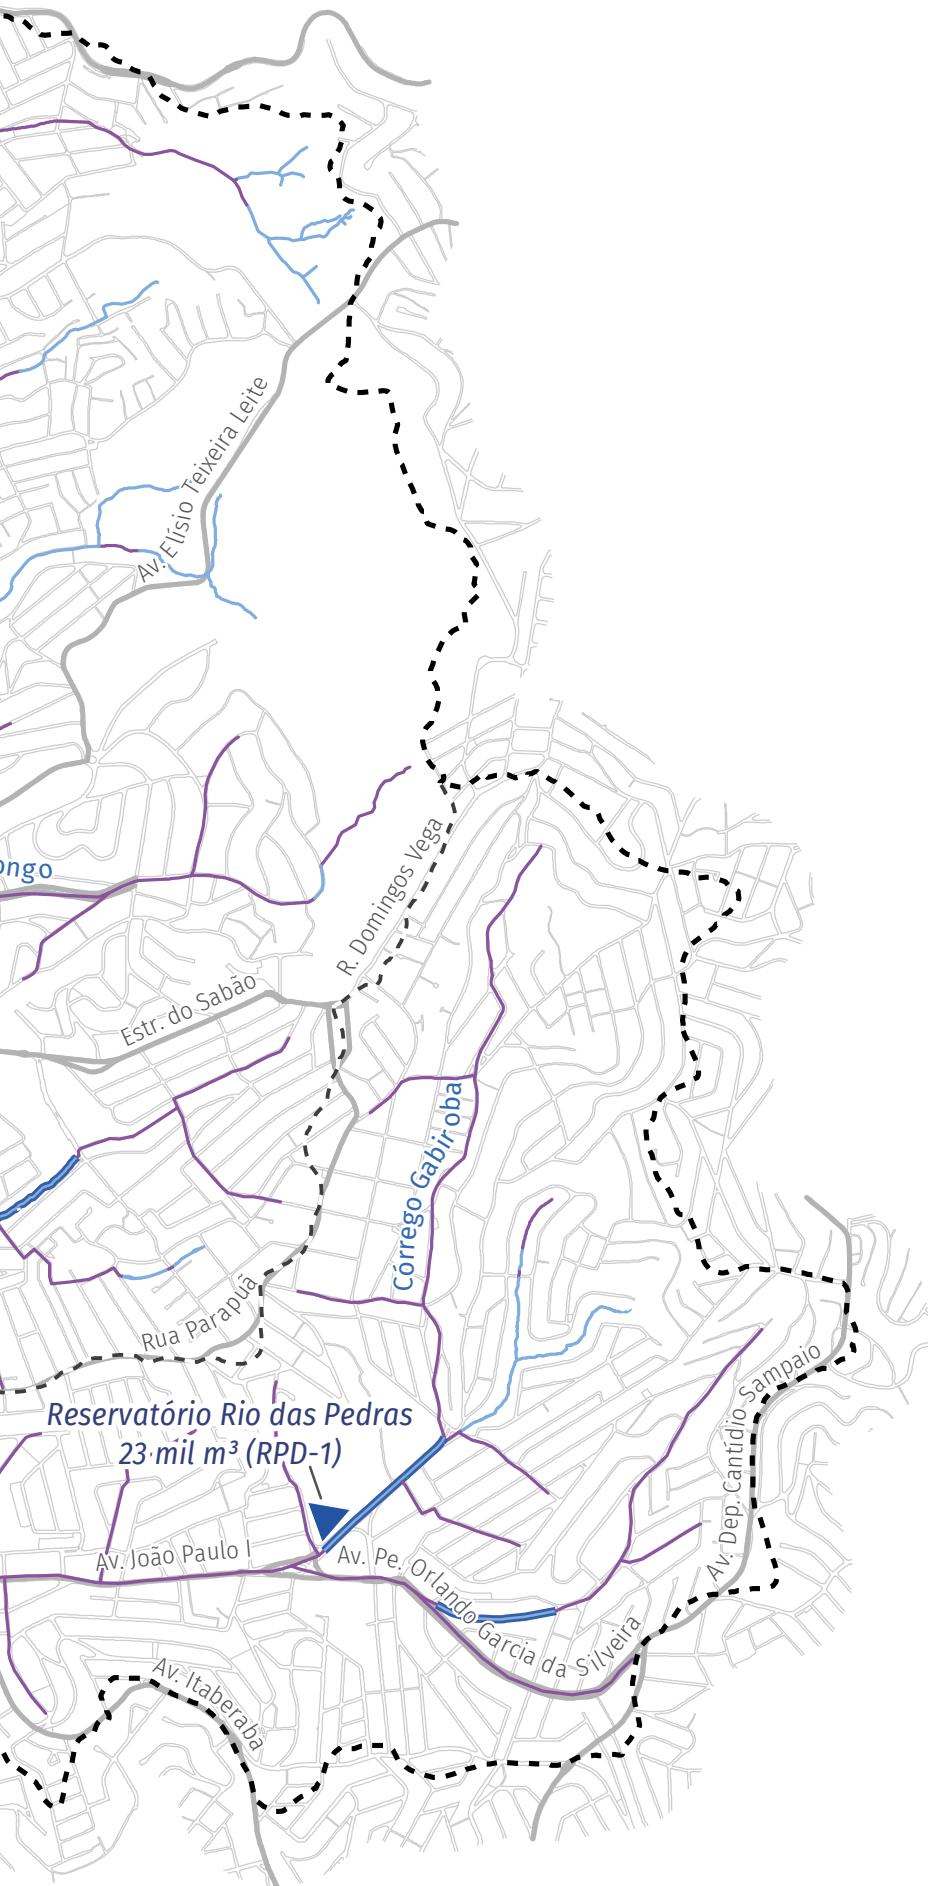 Av. Elísio Teixeira Leite
ongo
R. Domingos Vega
Estr. do Sabão
Córrego Gabiroba
Rua Parapuã
Av. Dep. Cantídio Sampaio
Reservatório Rio das Pedras
23 mil m³ (RPD-1)
Av. João Paulo I
Av. Pe. Orlando Garcia da Silveira
Av. Itaberaba